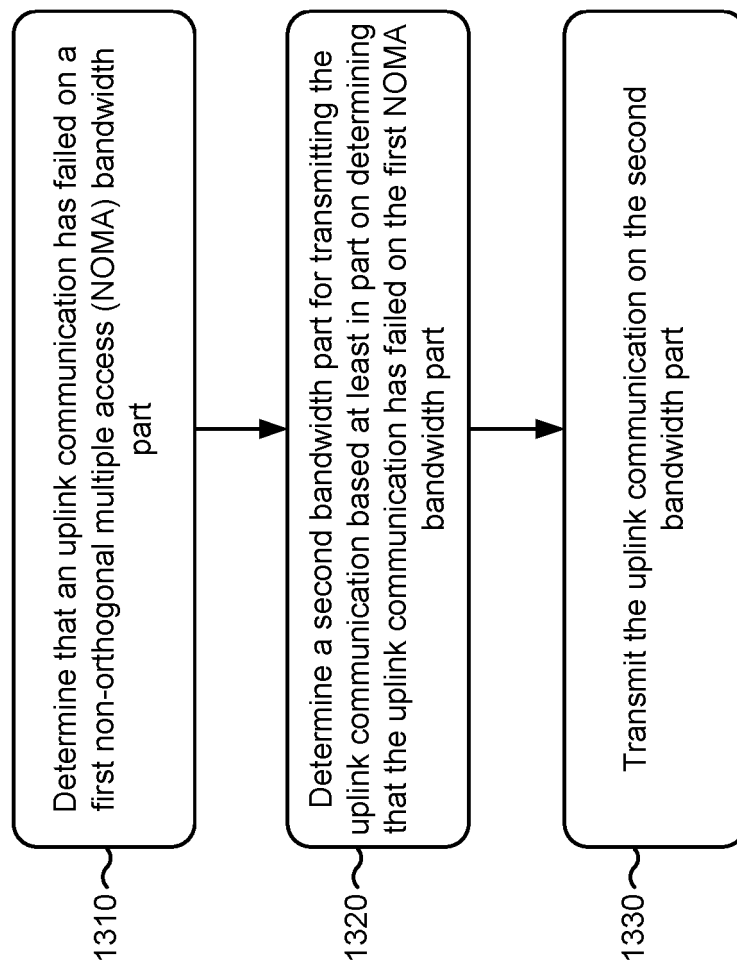 1310
Determine that an uplink communication has failed on a
first non-orthogonal multiple access (NOMA) bandwidth
part
1320
Determine a second bandwidth part for transmitting the
uplink communication based at least in part on determining
that the uplink communication has failed on the first NOMA
bandwidth part
1330
Transmit the uplink communication on the second
bandwidth part